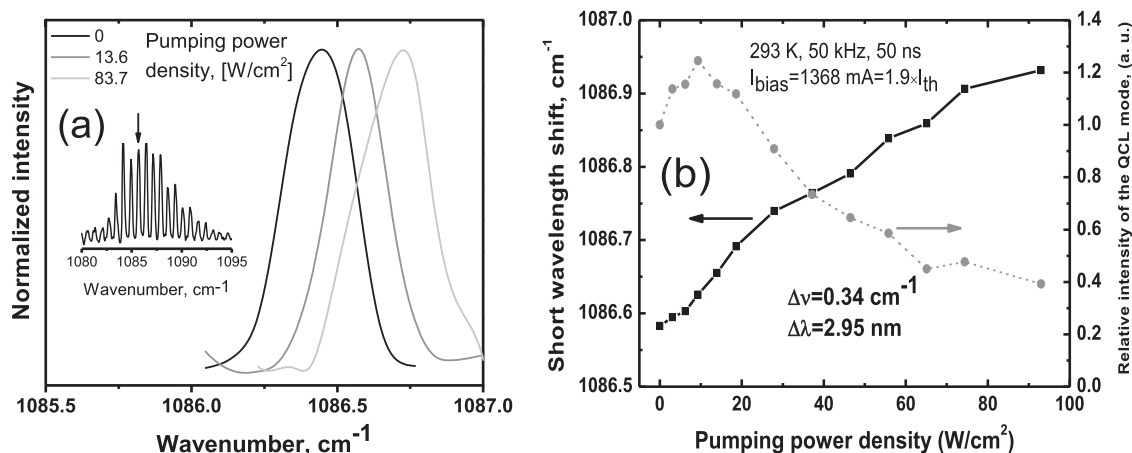 0
13.6
83.7
Pumping power
density, [W/cm²]
(a)
1080 1085 1090 1095
Wavenumber, cm-1
Normalized intensity
1085.5 1086.0 1086.5 1087.0
Wavenumber, cm-1
(b)
293 K, 50 kHz, 50 ns
Ibias=1368 mA=1.9×Ith
1087.0
1086.9
1086.8
1086.7
1086.6
1086.5
Short wavelength shift, cm-1
Δν=0.34 cm-1
Δλ=2.95 nm
1.4
1.2
1.0
0.8
0.6
0.4
0.2
0.0
Relative intensity of the QCL mode, (a. u.)
0 20 40 60 80 100
Pumping power density (W/cm²)